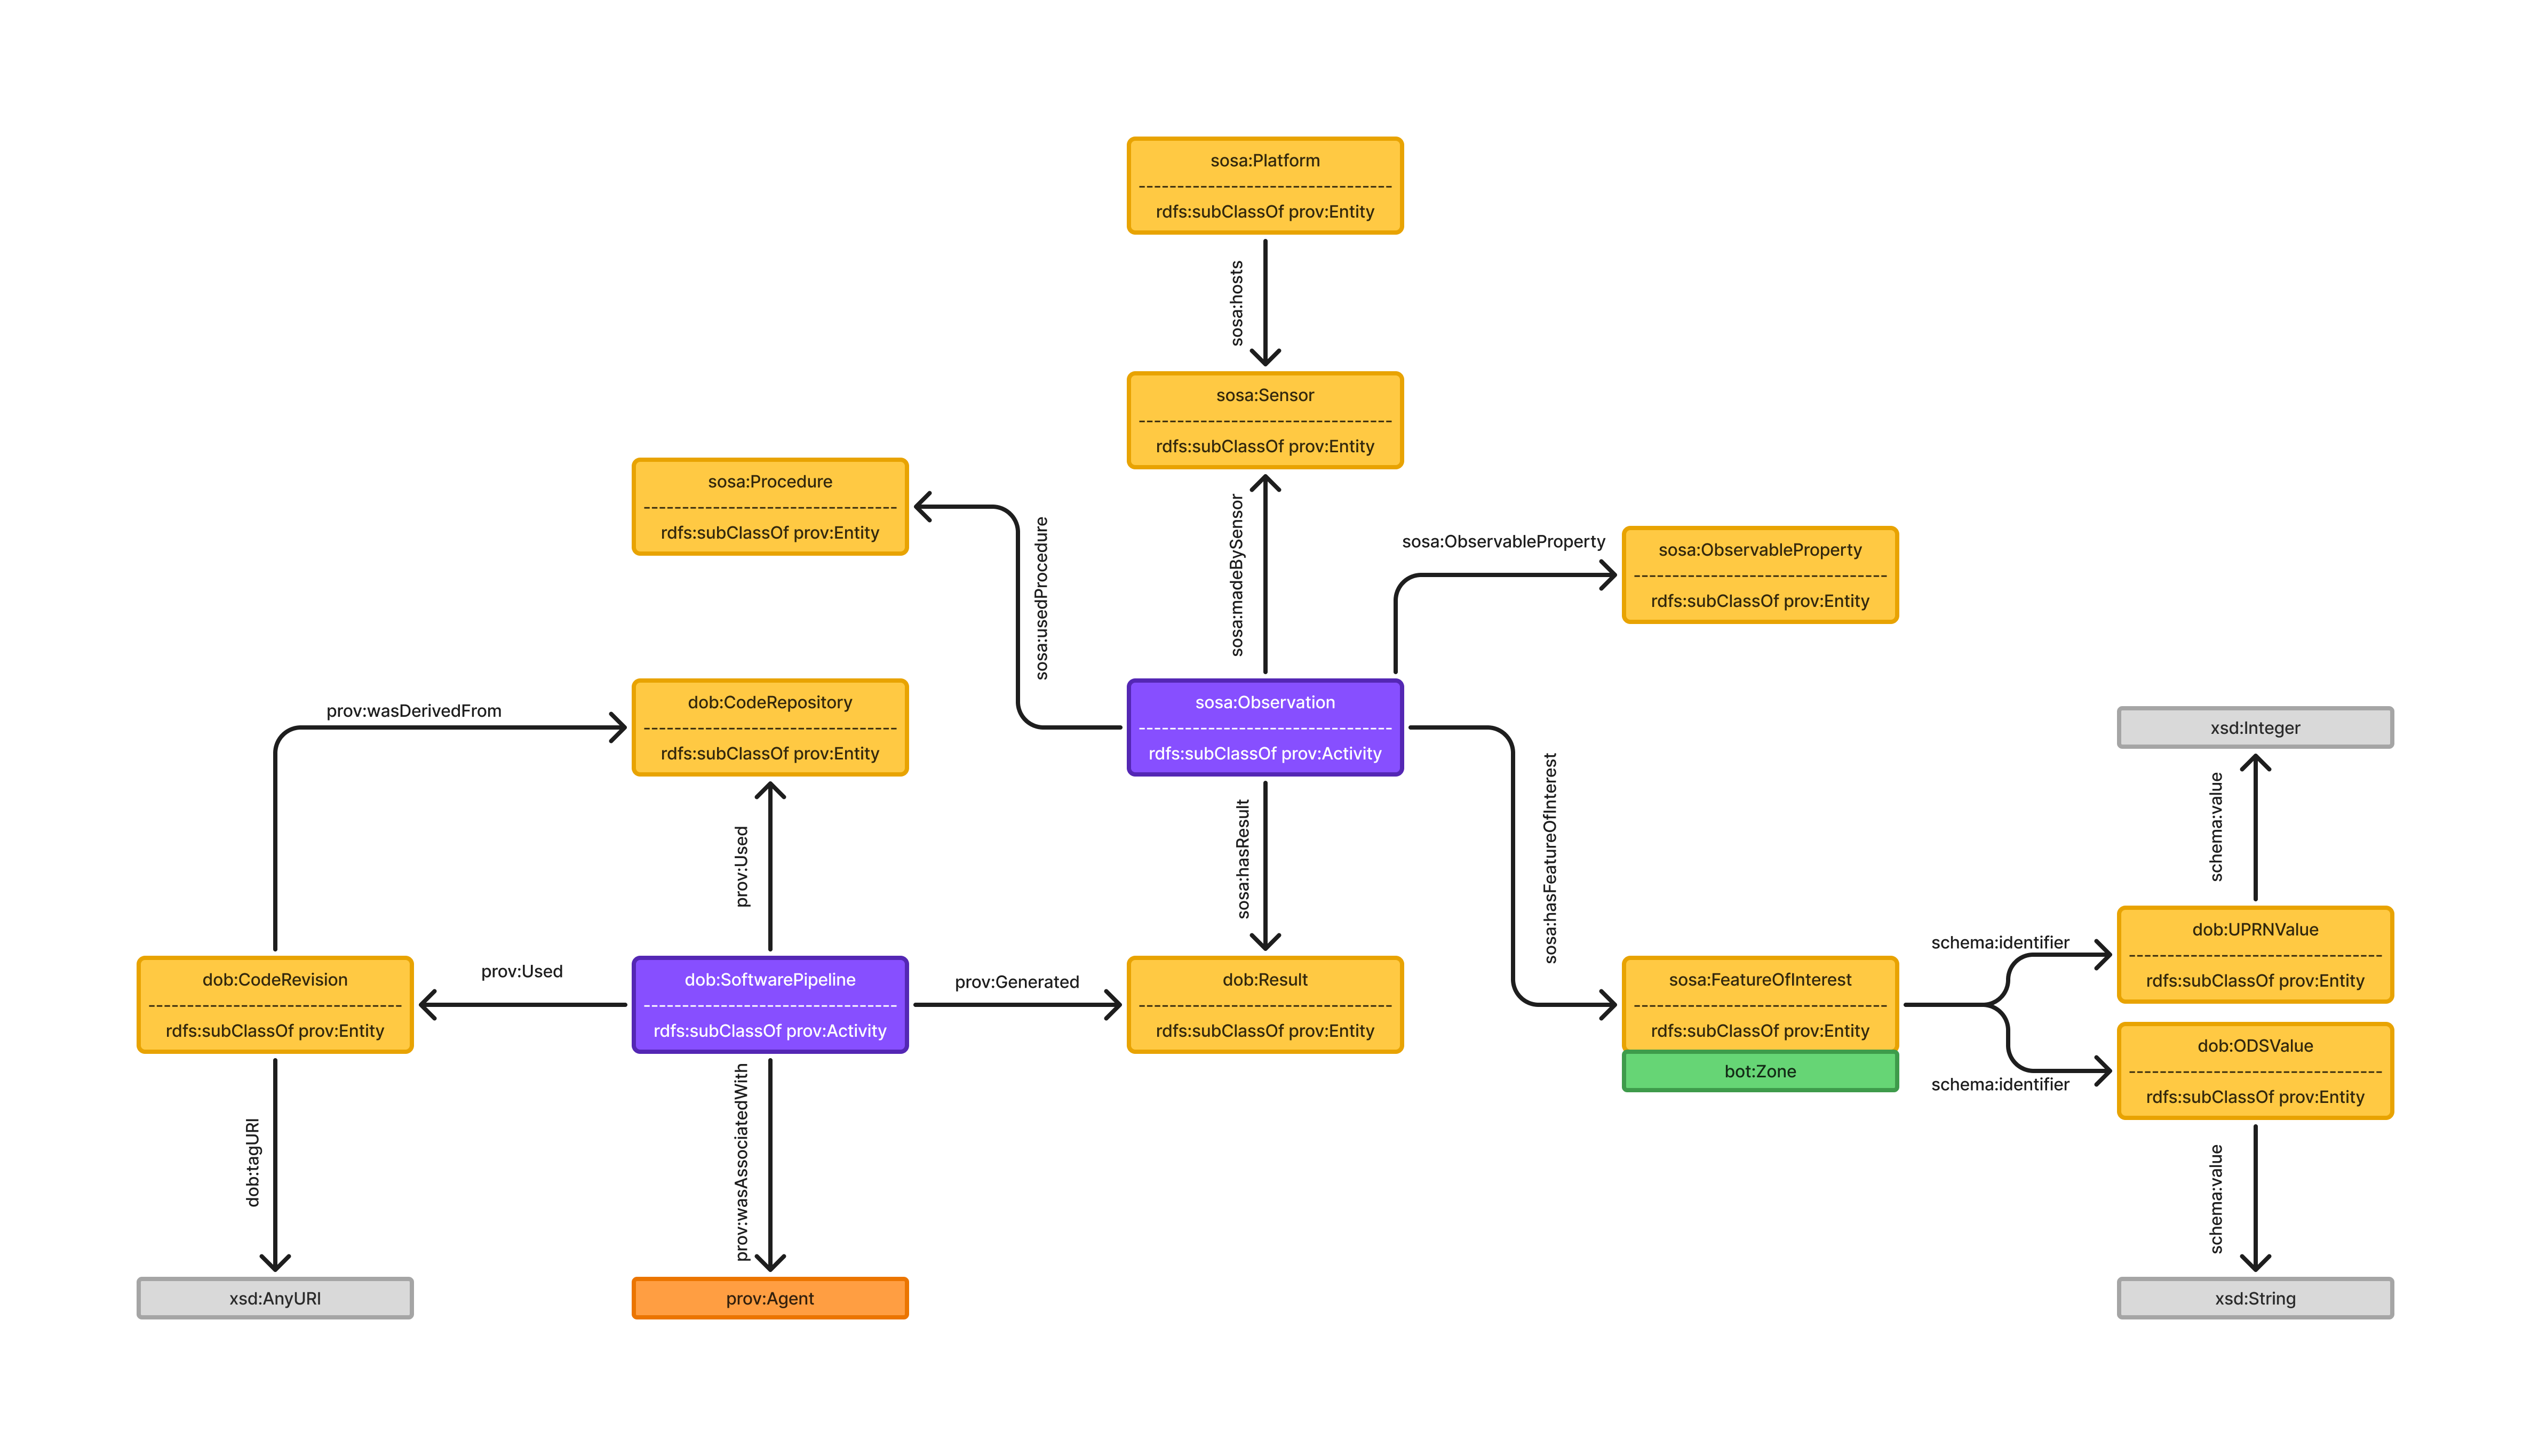 sosa:Platform
rdfs:subClassOf prov:Entity
sosa:hosts
sosa:Sensor
rdfs:subClassOf prov:Entity
sosa:Procedure
rdfs:subClassOf prov:Entity
sosa:usedProcedure
sosa:madeBySensor
sosa:ObservableProperty
sosa:ObservableProperty
rdfs:subClassOf prov:Entity
prov:wasDerivedFrom
dob:CodeRepository
rdfs:subClassOf prov:Entity
sosa:Observation
rdfs:subClassOf prov:Activity
xsd:Integer
prov:Used
sosa:hasResult
sosa:hasFeatureOfInterest
schema:value
dob:CodeRevision
rdfs:subClassOf prov:Entity
prov:Used
dob:SoftwarePipeline
rdfs:subClassOf prov:Activity
prov:Generated
dob:Result
rdfs:subClassOf prov:Entity
sosa:FeatureOfInterest
rdfs:subClassOf prov:Entity
bot:Zone
schema:identifier
schema:identifier
dob:UPRNValue
rdfs:subClassOf prov:Entity
dob:ODSValue
rdfs:subClassOf prov:Entity
dob:tagURI
prov:wasAssociatedWith
schema:value
xsd:AnyURI
prov:Agent
xsd:String